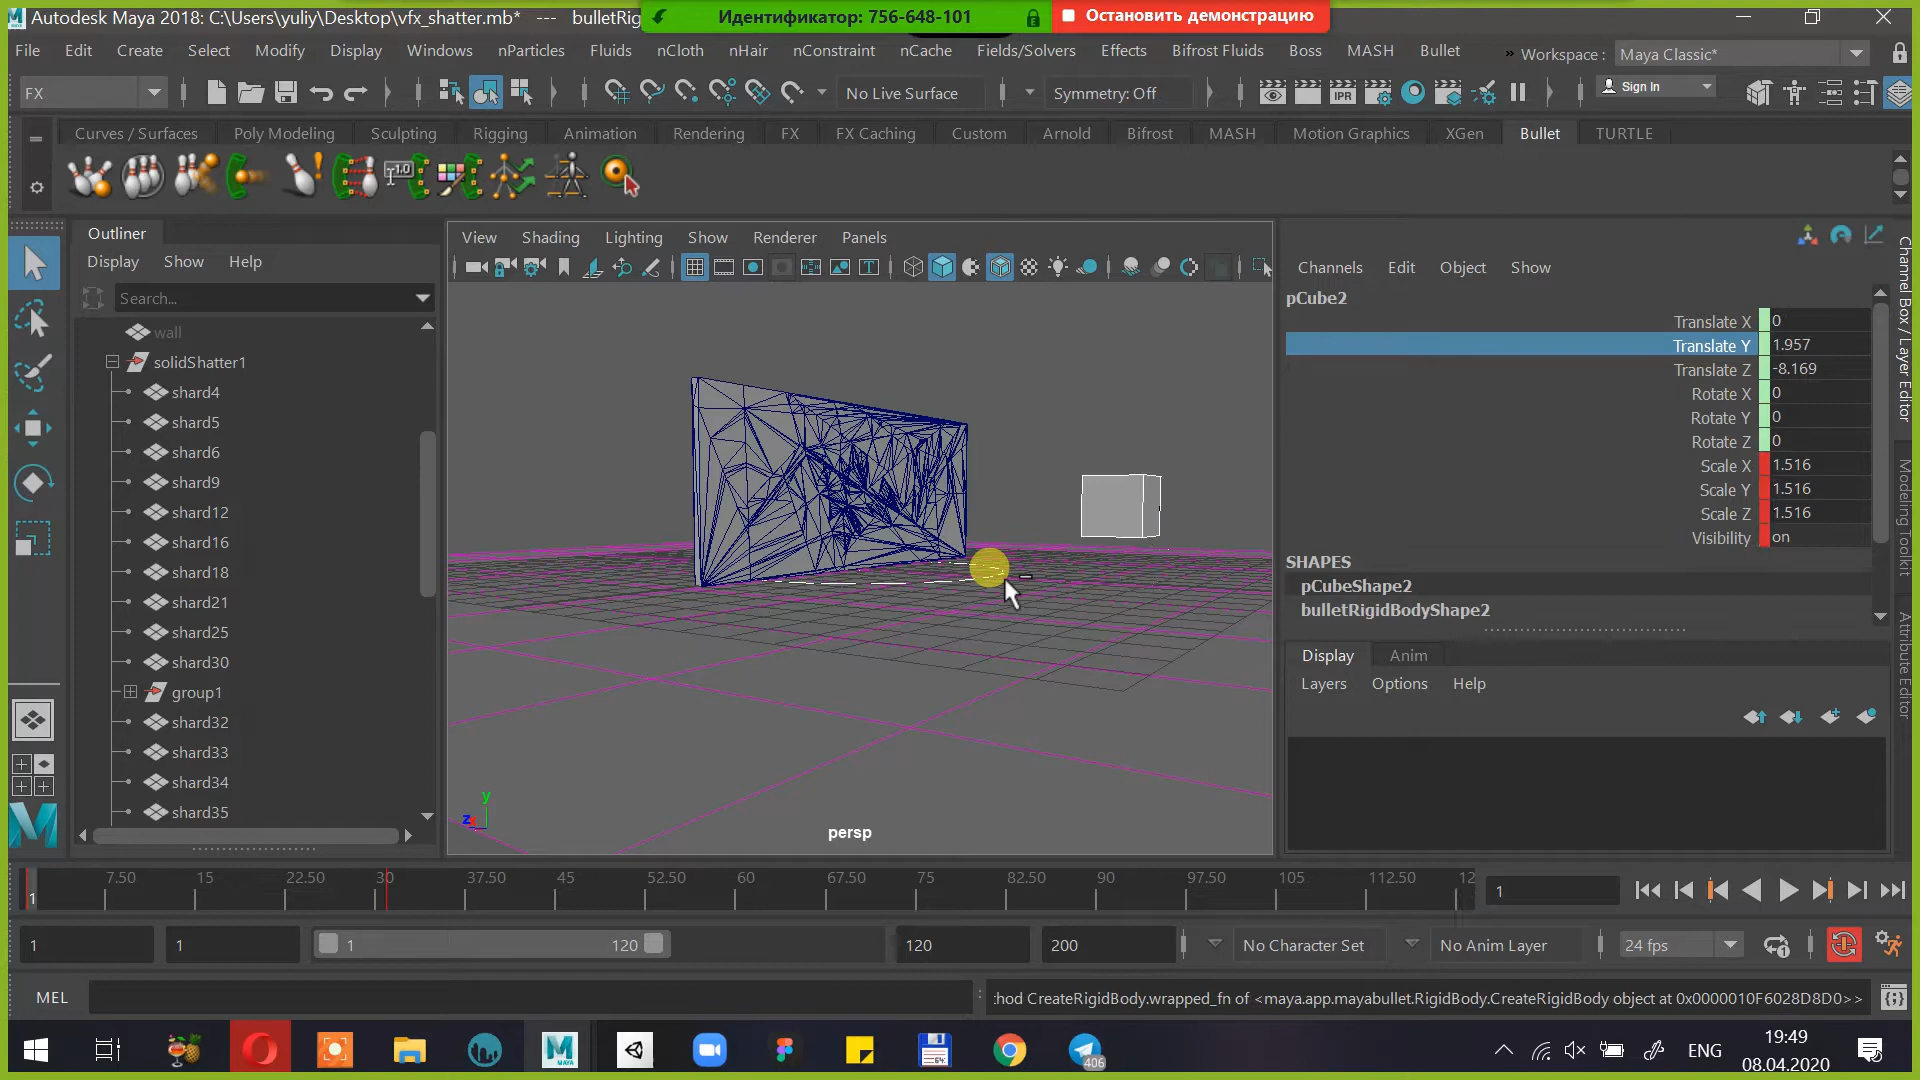 Autodesk Maya 2018: C:\Users\yuliy\Desktop\vfx_shatter.mb* --- bulletRig
Идентификатор: 756-648-101
Остановить демонстрацию
File Edit Create Select Modify Display Windows nParticles Fluids nCloth nHair nConstraint nCache Fields/Solvers Effects Bifrost Fluids Boss MASH Bullet
Workspace : Maya Classic*
FX
No Live Surface
Symmetry: Off
IPR
Sign In
Curves / Surfaces Poly Modeling Sculpting Rigging Animation Rendering FX FX Caching Custom Arnold Bifrost MASH Motion Graphics XGen Bullet TURTLE
1.0
Outliner
Display Show Help
Search...
wall
solidShatter1
shard4
shard5
shard6
shard9
shard12
shard16
shard18
shard21
shard25
shard30
group1
shard32
shard33
shard34
shard35
View Shading Lighting Show Renderer Panels
persp
y
z
Channels Edit Object Show
pCube2
Translate X 0
Translate Y 1.957
Translate Z -8.169
Rotate X 0
Rotate Y 0
Rotate Z 0
Scale X 1.516
Scale Y 1.516
Scale Z 1.516
Visibility on
SHAPES
pCubeShape2
bulletRigidBodyShape2
Display Anim
Layers Options Help
Channel Box / Layer Editor
Modeling Toolkit
Attribute Editor
1 7.50 15 22.50 30 37.50 45 52.50 60 67.50 75 82.50 90 97.50 105 112.50 12
1
1 1 1 120 120 200
No Character Set
No Anim Layer
24 fps
MEL
:hod CreateRigidBody.wrapped_fn of <maya.app.mayabullet.RigidBody.CreateRigidBody object at 0x0000010F6028D8D0>>
MAYA
64
406
ENG
19:49
08.04.2020